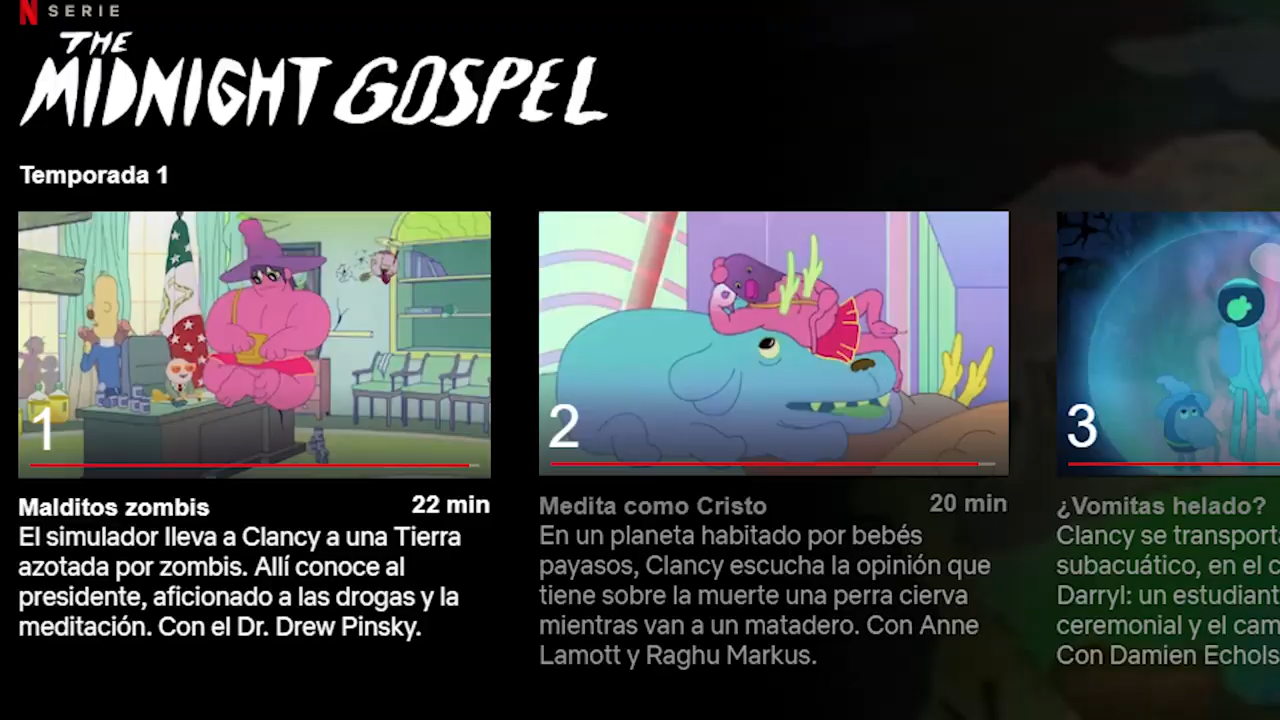 N SERIE
THE
MIDNIGHT GOSPEL
Temporada 1
1
Malditos zombis 22 min
El simulador lleva a Clancy a una Tierra
azotada por zombis. Allí conoce al
presidente, aficionado a las drogas y la
meditación. Con el Dr. Drew Pinsky.
2
Medita como Cristo 20 min
En un planeta habitado por bebés
payasos, Clancy escucha la opinión que
tiene sobre la muerte una perra cierva
mientras van a un matadero. Con Anne
Lamott y Raghu Markus.
3
¿Vomitas helado?
Clancy se transporta
subacuático, en el c
Darryl: un estudiant
ceremonial y el cam
Con Damien Echols